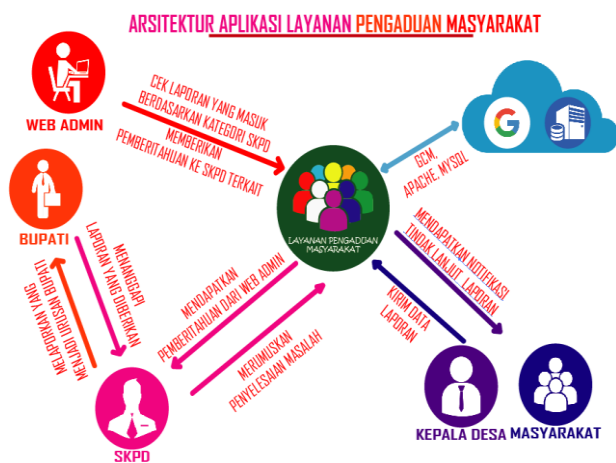 ARSITEKTUR APLIKASI LAYANAN PENGADUAN MASYARAKAT
WEB ADMIN
CEK LAPORAN YANG MASUK
BERDASARKAN KATEGORI SKPD
MEMBERIKAN
PEMBERITAHUAN KE SKPD TERKAIT
G
GCM,
APACHE, MYSQL
BUPATI
LAYANAN PENGADUAN
MASYARAKAT
MENANGGAPI
LAPORAN YANG DIBERIKAN
MELAPORKAN YANG
MENJADI URUSAN BUPATI
MENDAPATKAN
PEMBERITAHUAN DARI WEB ADMIN
MERUMUSKAN
PENYELESAIAN MASALAH
MENDAPATKAN NOTIFIKASI
TINDAK LANJUT LAPORAN
KIRIM DATA
LAPORAN
SKPD
KEPALA DESA
MASYARAKAT